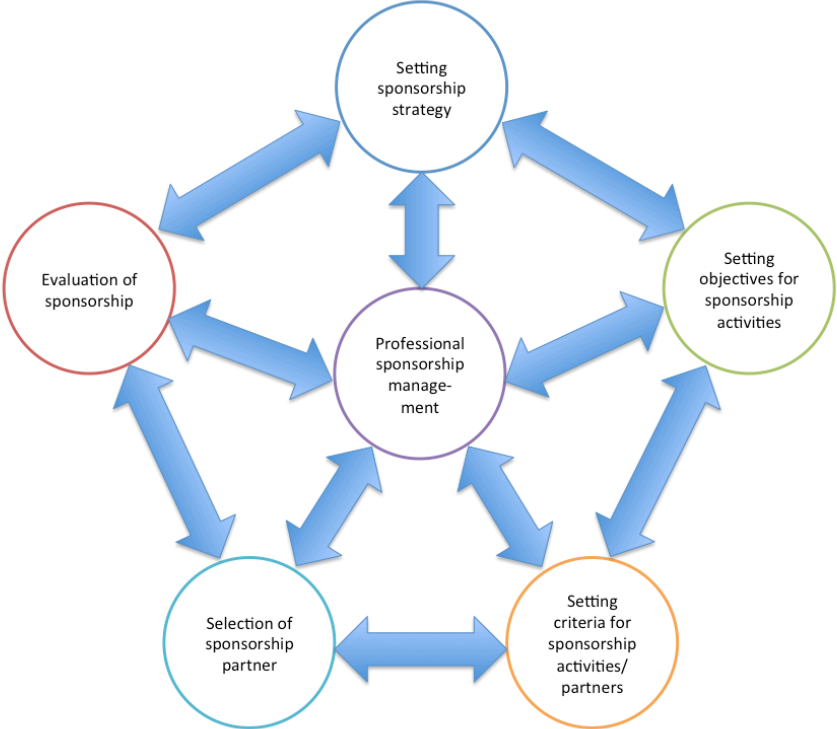 Setting
sponsorship
strategy
Evaluation of
sponsorship
Setting
objectives for
sponsorship
activities
Professional
sponsorship
manage-
ment
Selection of
sponsorship
partner
Setting
criteria for
sponsorship
activities/
partners